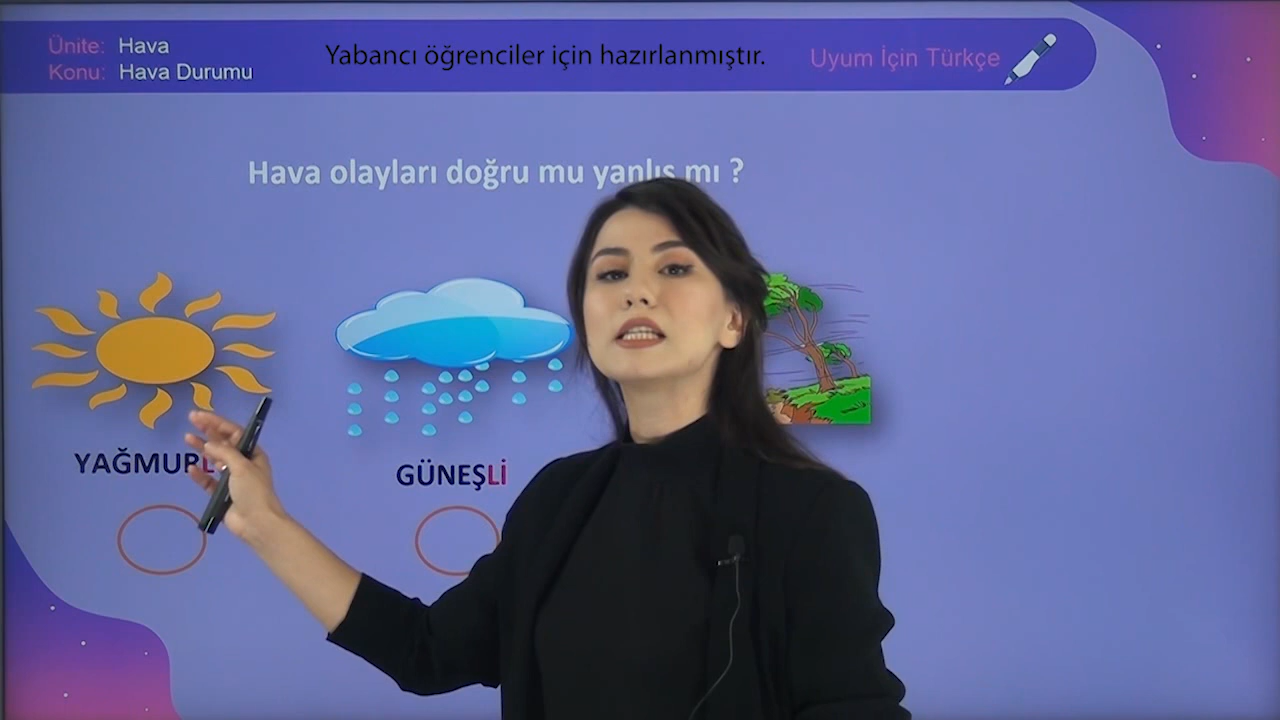 Ünite: Hava
Konu: Hava Durumu
Yabancı öğrenciler için hazırlanmıştır.
Uyum İçin Türkçe
Hava olayları doğru mu yanlış mı ?
GÜNEŞLİ